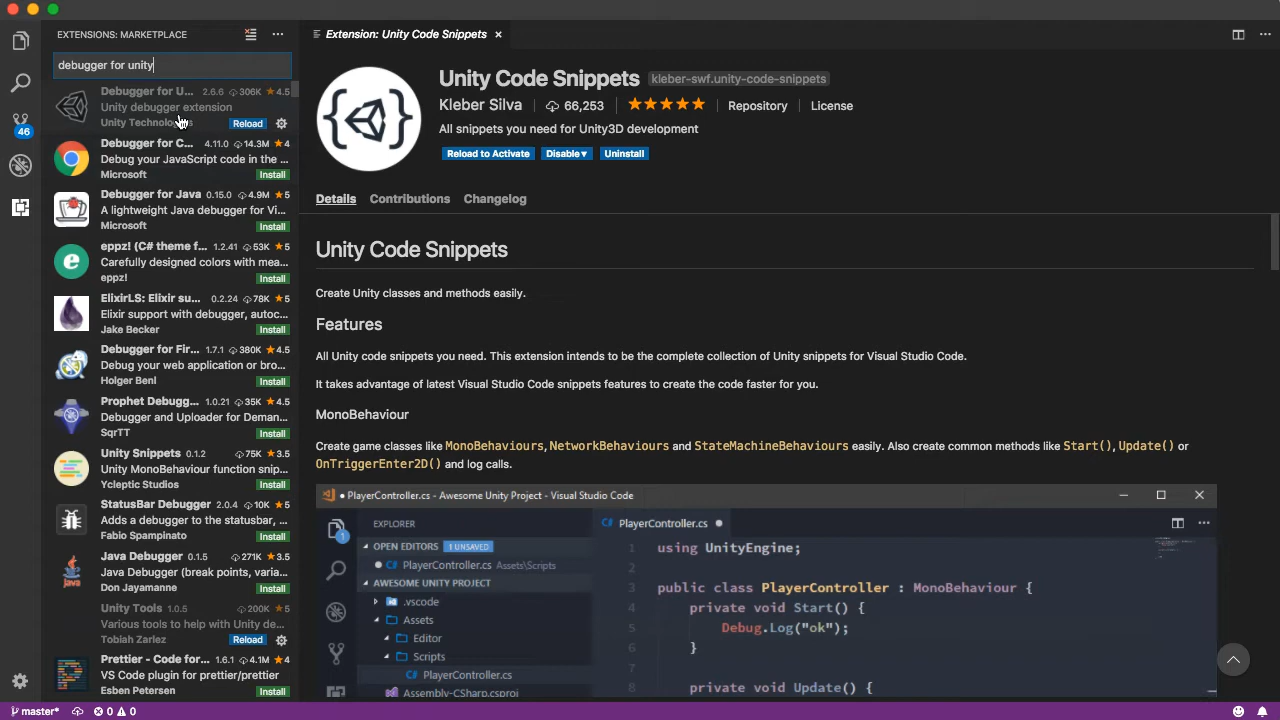 EXTENSIONS: MARKETPLACE
debugger for unity
Debugger for U... 2.6.6 306K 4.5
Unity debugger extension
Unity Technologies Reload
Debugger for C... 4.11.0 14.3M 4
Debug your JavaScript code in the ...
Microsoft Install
Debugger for Java 0.15.0 4.9M 5
A lightweight Java debugger for Vi...
Microsoft Install
eppz! (C# theme f... 1.2.41 53K 5
Carefully designed colors with mea...
eppz! Install
ElixirLS: Elixir su... 0.2.24 78K 5
Elixir support with debugger, autoc...
Jake Becker Install
Debugger for Fir... 1.7.1 380K 4.5
Debug your web application or bro...
Holger Benl Install
Prophet Debugg... 1.0.21 35K 4.5
Debugger and Uploader for Deman...
SqrTT Install
Unity Snippets 0.1.2 75K 3.5
Unity MonoBehaviour function snip...
Ycleptic Studios Install
StatusBar Debugger 2.0.4 10K 5
Adds a debugger to the statusbar, ...
Fabio Spampinato Install
Java Debugger 0.1.5 271K 3.5
Java Debugger (break points, varia...
Don Jayamanne Install
Unity Tools 1.0.5 200K 5
Various tools to help with Unity de...
Tobiah Zarlez Reload
Prettier - Code for... 1.6.1 4.1M 4
VS Code plugin for prettier/prettier
Esben Petersen Install
46
Extension: Unity Code Snippets
Unity Code Snippets kleber-swf.unity-code-snippets
Kleber Silva 66,253 Repository License
All snippets you need for Unity3D development
Reload to Activate Disable Uninstall
Details Contributions Changelog
Unity Code Snippets
Create Unity classes and methods easily.
Features
All Unity code snippets you need. This extension intends to be the complete collection of Unity snippets for Visual Studio Code.
It takes advantage of latest Visual Studio Code snippets features to create the code faster for you.
MonoBehaviour
Create game classes like MonoBehaviours, NetworkBehaviours and StateMachineBehaviours easily. Also create common methods like Start(), Update() or
OnTriggerEnter2D() and log calls.
● PlayerController.cs - Awesome Unity Project - Visual Studio Code
EXPLORER
OPEN EDITORS 1 UNSAVED
● PlayerController.cs Assets\Scripts
AWESOME UNITY PROJECT
.vscode
Assets
Editor
Scripts
PlayerController.cs
Assembly-CSharp.csproj
1
PlayerController.cs ●
1 using UnityEngine;
2
3 public class PlayerController : MonoBehaviour {
4 private void Start() {
5 Debug.Log("ok");
6 }
7
8 private void Update() {
master* 0 0